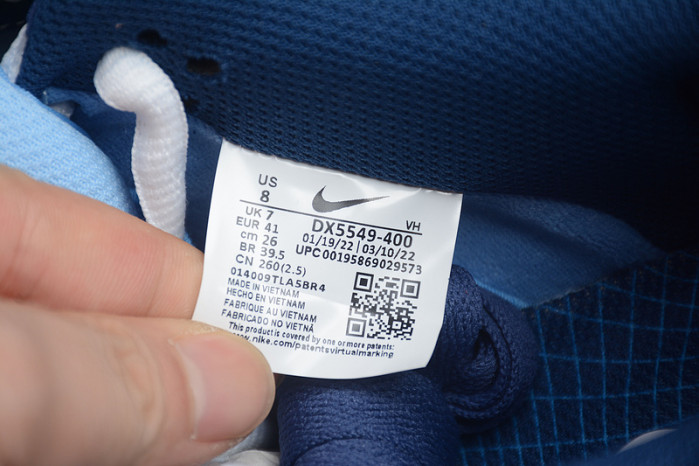 US
8
UK 7
EUR 41
cm 26
BR 39.5
CN 260(2.5)
VH
DX5549-400
01/19/22 | 03/10/22
UPC00195869029573
014009TLASBR4
MADE IN VIETNAM
HECHO EN VIETNAM
FABRIQUE AU VIETNAM
FABRICADO NO VIETNÃ
This product is covered by one or more patents:
www.nike.com/patentsvirtualmarking